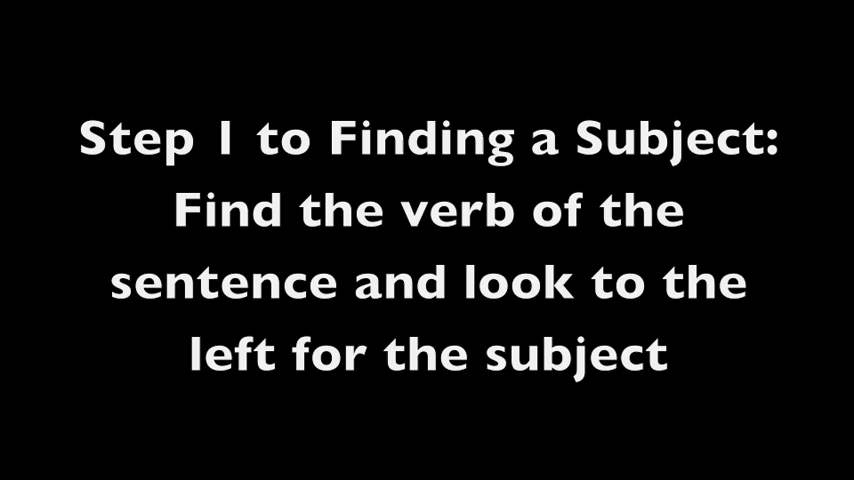 Step 1 to Finding a Subject:
Find the verb of the
sentence and look to the
left for the subject